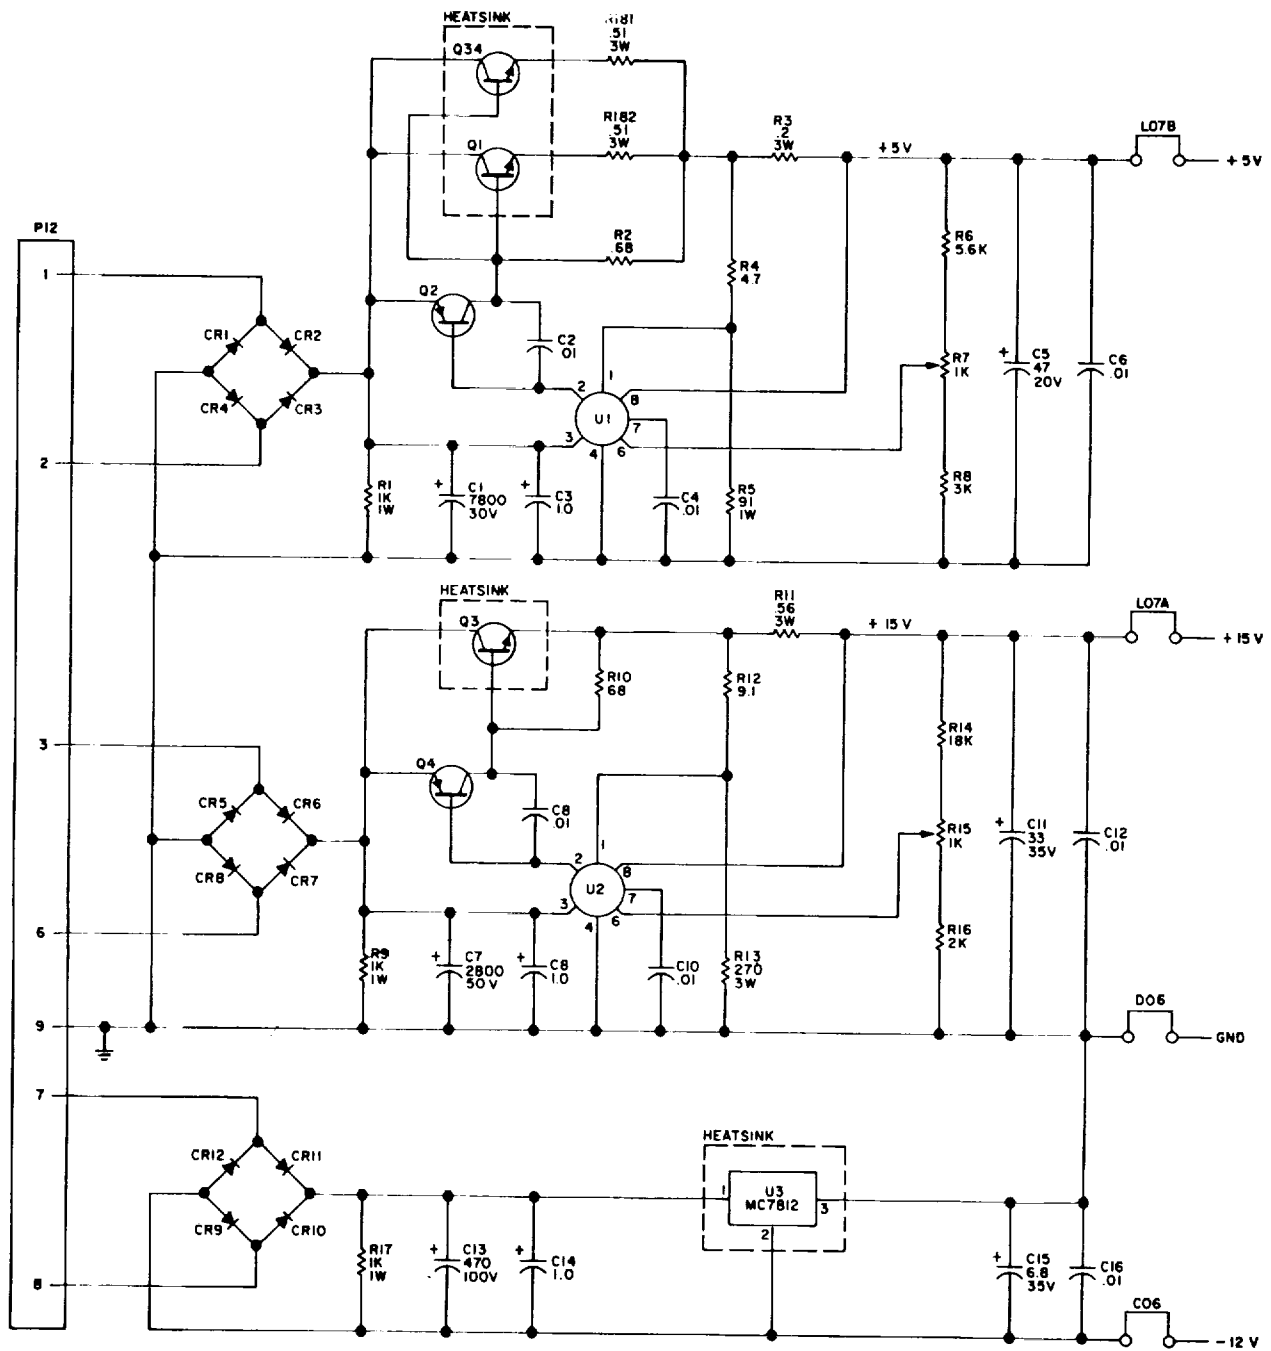 HEATSINK
R181
.51
3W
Q34
R182
.51
3W
Q1
R3
.2
3W
+5V
L07B
+5V
P12
R2
.68
R6
5.6K
1
R4
4.7
Q2
CR1
CR2
C2
.01
1
R7
1K
+
C5
47
20V
C6
.01
CR4
CR3
2
8
U1
7
3
4
6
2
R1
1K
1W
+
C1
7800
30V
+
C3
1.0
C4
.01
R5
91
1W
R8
3K
HEATSINK
Q3
R11
.56
3W
+15V
L07A
+15V
R10
68
R12
9.1
R14
18K
3
Q4
CR5
CR6
C8
.01
1
R15
1K
+
C11
33
35V
C12
.01
CR8
CR7
2
8
U2
7
3
4
6
6
R9
1K
1W
+
C7
2800
50V
+
C8
1.0
C10
.01
R13
270
3W
R16
2K
9
D06
GND
7
HEATSINK
CR12
CR11
1
U3
MC7812
3
2
CR9
CR10
R17
1K
1W
+
C13
470
100V
+
C14
1.0
+
C15
6.8
35V
C16
.01
8
C06
-12V